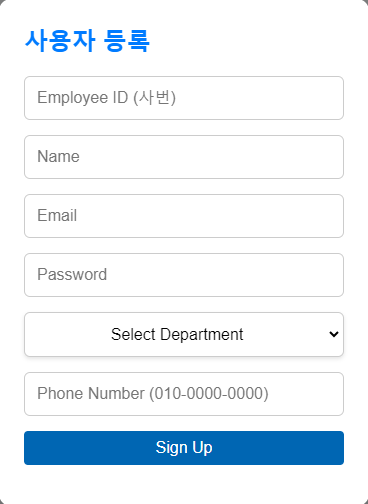 사용자 등록
Employee ID (사번)
Name
Email
Password
Select Department
Phone Number (010-0000-0000)
Sign Up